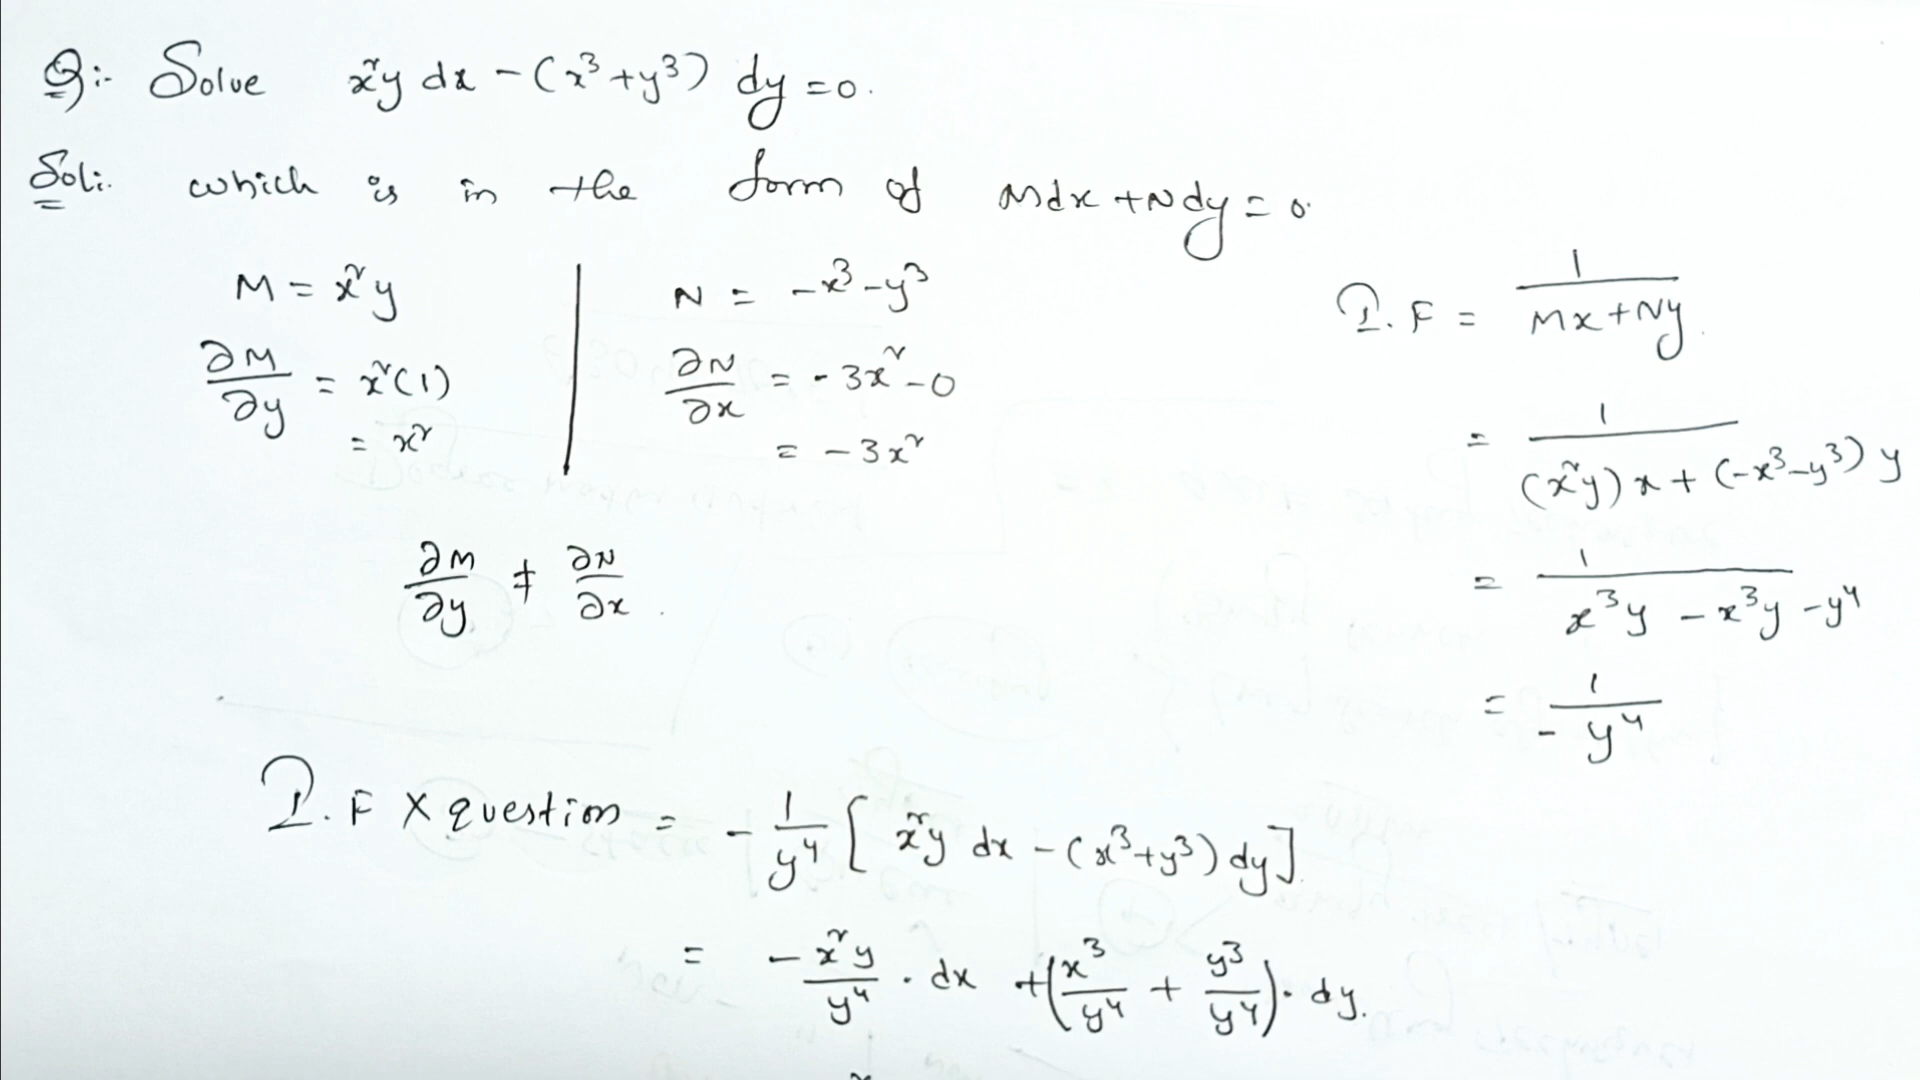 Q:- Solve x²y dx - (x³+y³) dy = 0.
Sol:. which is in the form of Mdx + Ndy = 0.
M = x²y
∂M/∂y = x²(1)
= x²
N = -x³-y³
∂N/∂x = -3x²-0
= -3x²
∂M/∂y ≠ ∂N/∂x.
I.F = 1/(Mx+Ny).
= 1/((x²y)x+(-x³-y³)y)
= 1/(x³y - x³y - y⁴)
= 1/(-y⁴)
I.F X question = -1/y⁴ [x²y dx - (x³+y³) dy].
= -x²y/y⁴ . dx + (x³/y⁴ + y³/y⁴) . dy.